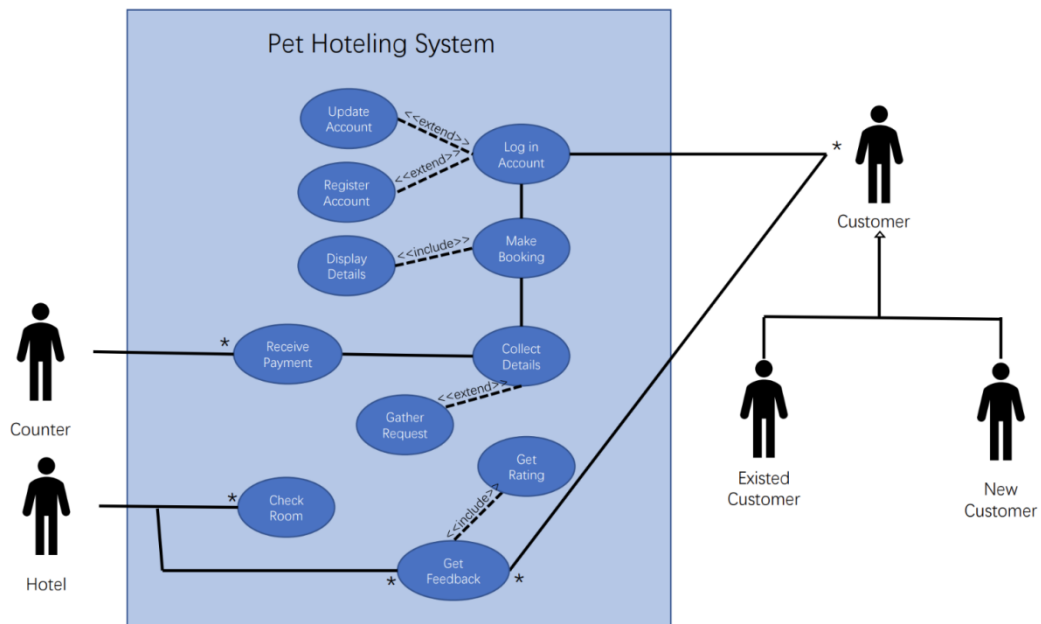 Pet Hoteling System
Update
Account
<<extend>>
Log in
Account
*
Register
Account
<<extend>>
Customer
Display
Details
<<include>>
Make
Booking
*
Receive
Payment
Collect
Details
Counter
<<extend>>
Gather
Request
Get
Rating
Existed
Customer
New
Customer
*
Check
Room
<<include>>
Hotel
*
Get
Feedback
*